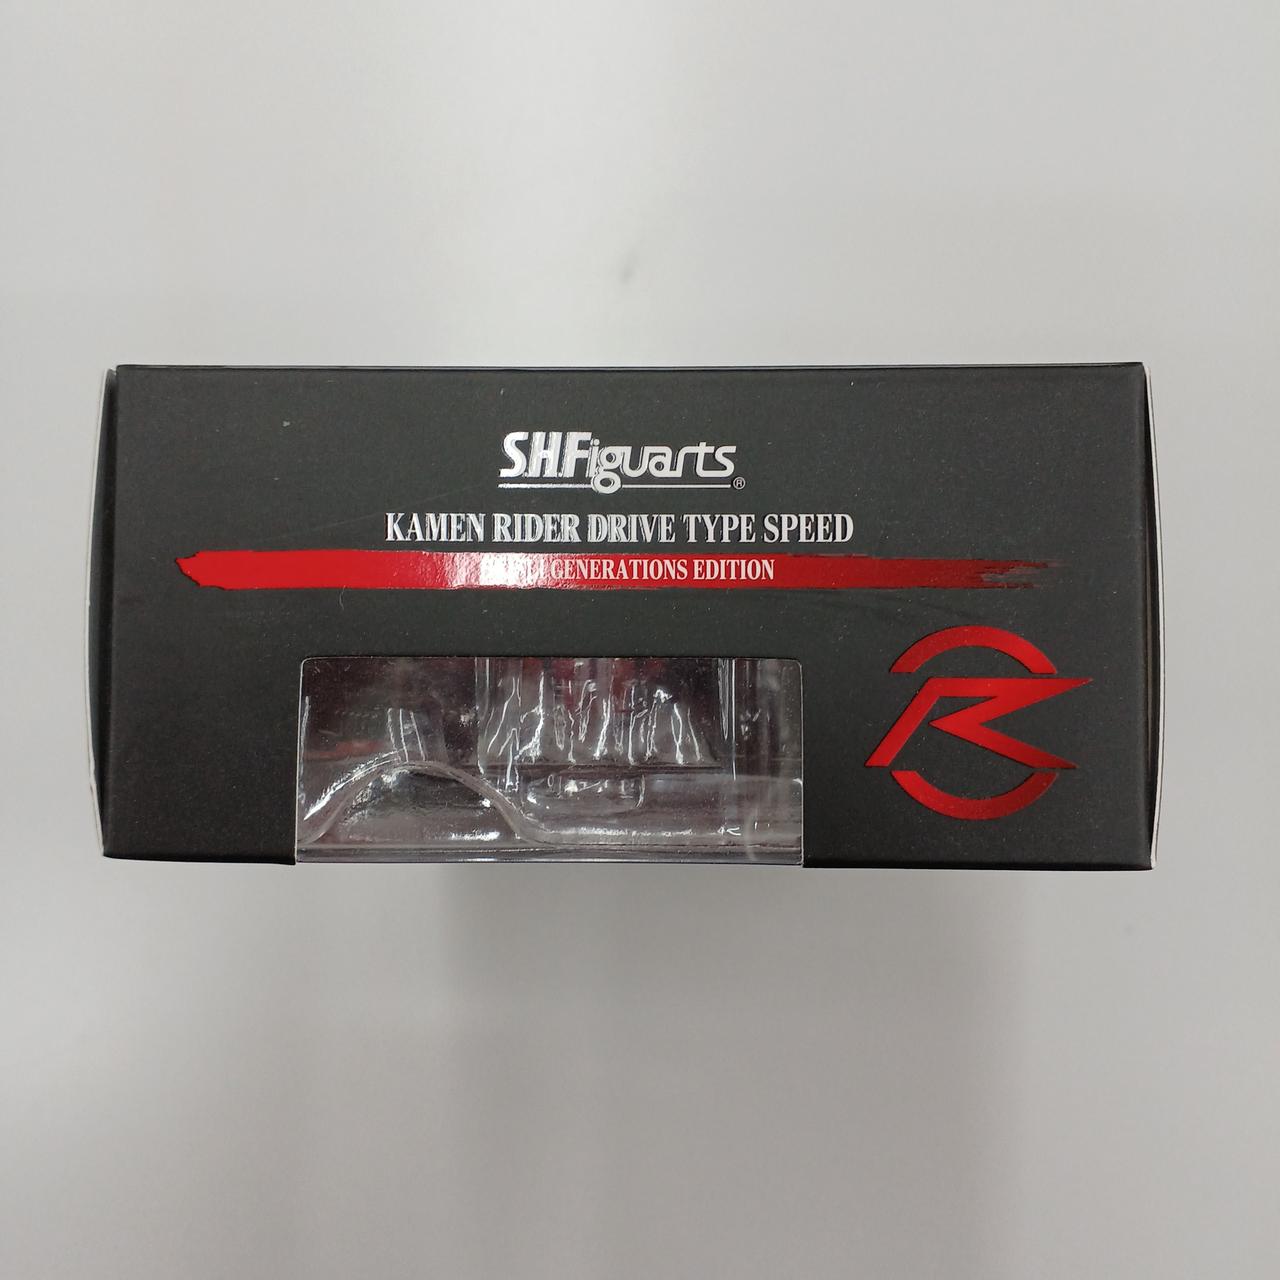 S.H.Figuarts®
KAMEN RIDER DRIVE TYPE SPEED
GENERATIONS EDITION
R